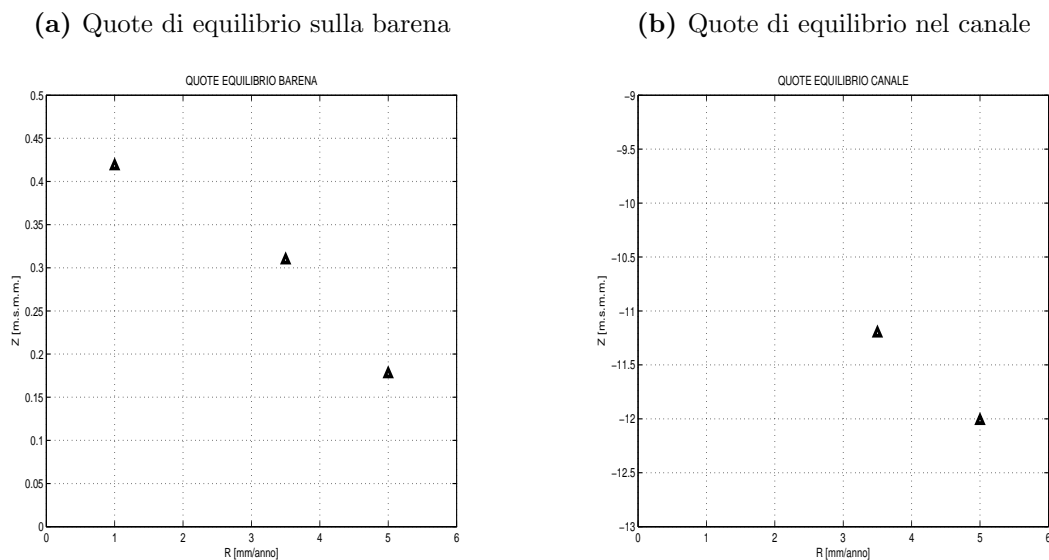 (a) Quote di equilibrio sulla barena
(b) Quote di equilibrio nel canale
QUOTE EQUILIBRIO BARENA
0.5
0.45
0.4
0.35
0.3
0.25
0.2
0.15
0.1
0.05
0
Z [m.s.m.m.]
0 1 2 3 4 5 6
R [mm/anno]
QUOTE EQUILIBRIO CANALE
−9
−9.5
−10
−10.5
−11
−11.5
−12
−12.5
−13
Z [m.s.m.m.]
0 1 2 3 4 5 6
R [mm/anno]